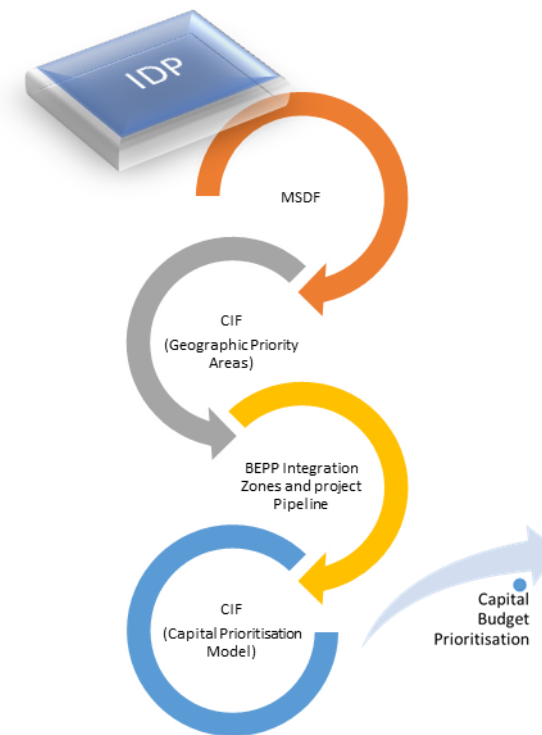 IDP
MSDF
CIF
(Geographic Priority
Areas)
BEPP Integration
Zones and project
Pipeline
CIF
(Capital Prioritisation
Model)
Capital
Budget
Prioritisation